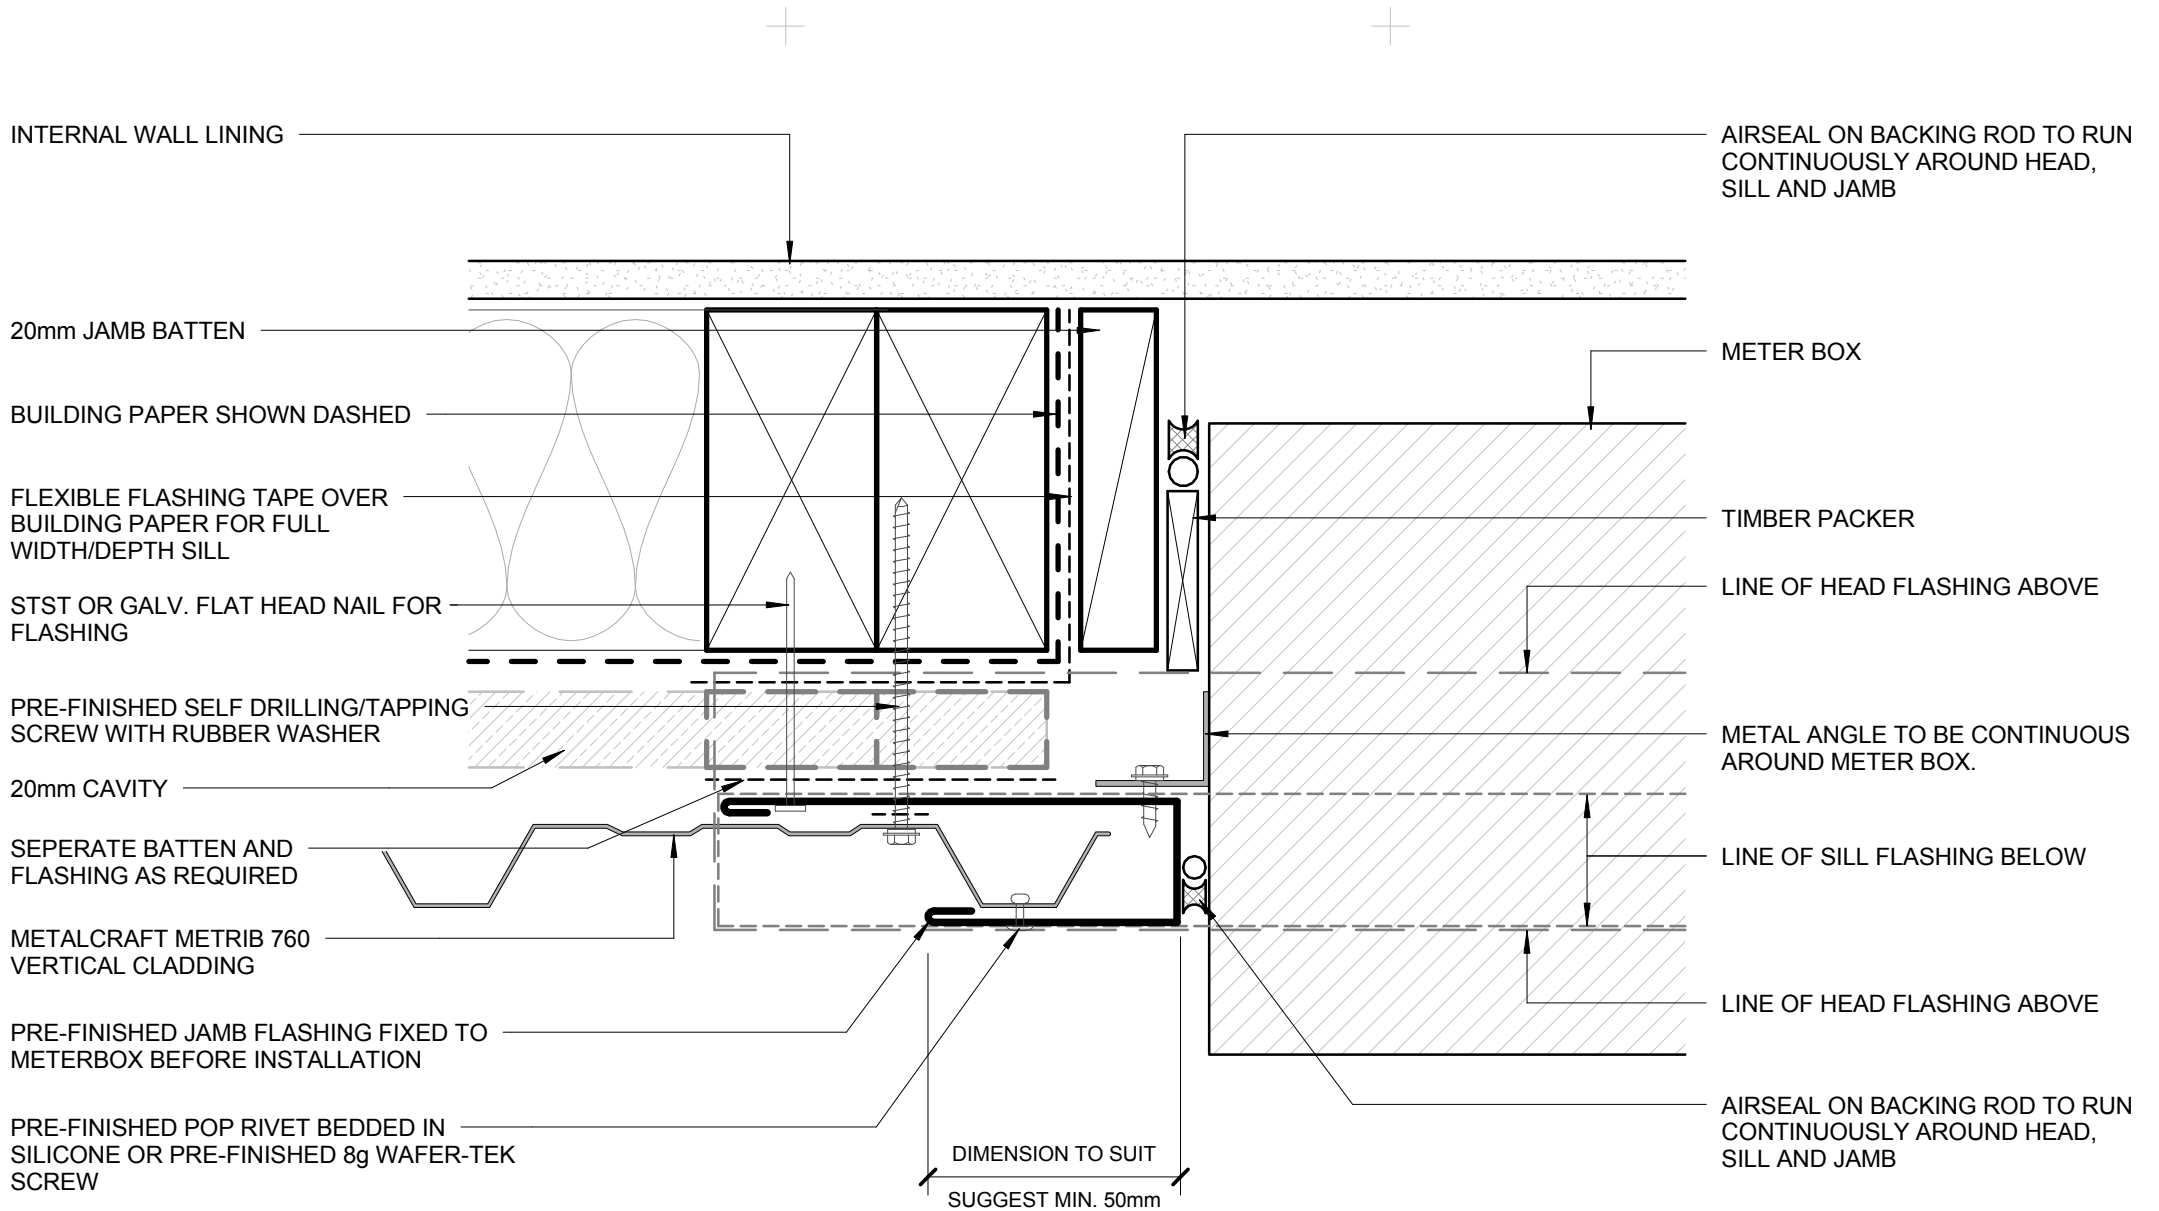 INTERNAL WALL LINING
20mm JAMB BATTEN
BUILDING PAPER SHOWN DASHED
FLEXIBLE FLASHING TAPE OVER
BUILDING PAPER FOR FULL
WIDTH/DEPTH SILL
STST OR GALV. FLAT HEAD NAIL FOR
FLASHING
PRE-FINISHED SELF DRILLING/TAPPING
SCREW WITH RUBBER WASHER
20mm CAVITY
SEPERATE BATTEN AND
FLASHING AS REQUIRED
METALCRAFT METRIB 760
VERTICAL CLADDING
PRE-FINISHED JAMB FLASHING FIXED TO
METERBOX BEFORE INSTALLATION
PRE-FINISHED POP RIVET BEDDED IN
SILICONE OR PRE-FINISHED 8g WAFER-TEK
SCREW
DIMENSION TO SUIT
SUGGEST MIN. 50mm
AIRSEAL ON BACKING ROD TO RUN
CONTINUOUSLY AROUND HEAD,
SILL AND JAMB
METER BOX
TIMBER PACKER
LINE OF HEAD FLASHING ABOVE
METAL ANGLE TO BE CONTINUOUS
AROUND METER BOX.
LINE OF SILL FLASHING BELOW
LINE OF HEAD FLASHING ABOVE
AIRSEAL ON BACKING ROD TO RUN
CONTINUOUSLY AROUND HEAD,
SILL AND JAMB